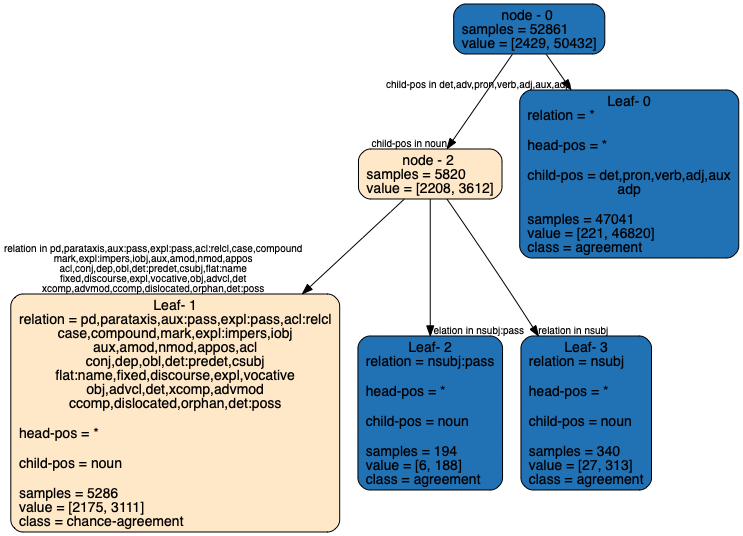 node - 0
samples = 52861
value = [2429, 50432]
child-pos in det,adv,pron,verb,adj,aux,adp
Leaf- 0
relation = *
head-pos = *
child-pos = det,pron,verb,adj,aux
adp
samples = 47041
value = [221, 46820]
class = agreement
child-pos in noun
node - 2
samples = 5820
value = [2208, 3612]
relation in pd,parataxis,aux:pass,expl:pass,acl:relcl,case,compound
mark,expl:impers,iobj,aux,amod,nmod,appos
acl,conj,dep,obl,det:predet,csubj,flat:name
fixed,discourse,expl,vocative,obj,advcl,det
xcomp,advmod,ccomp,dislocated,orphan,det:poss
Leaf- 1
relation = pd,parataxis,aux:pass,expl:pass,acl:relcl
case,compound,mark,expl:impers,iobj
aux,amod,nmod,appos,acl
conj,dep,obl,det:predet,csubj
flat:name,fixed,discourse,expl,vocative
obj,advcl,det,xcomp,advmod
ccomp,dislocated,orphan,det:poss
head-pos = *
child-pos = noun
samples = 5286
value = [2175, 3111]
class = chance-agreement
relation in nsubj:pass
Leaf- 2
relation = nsubj:pass
head-pos = *
child-pos = noun
samples = 194
value = [6, 188]
class = agreement
relation in nsubj
Leaf- 3
relation = nsubj
head-pos = *
child-pos = noun
samples = 340
value = [27, 313]
class = agreement